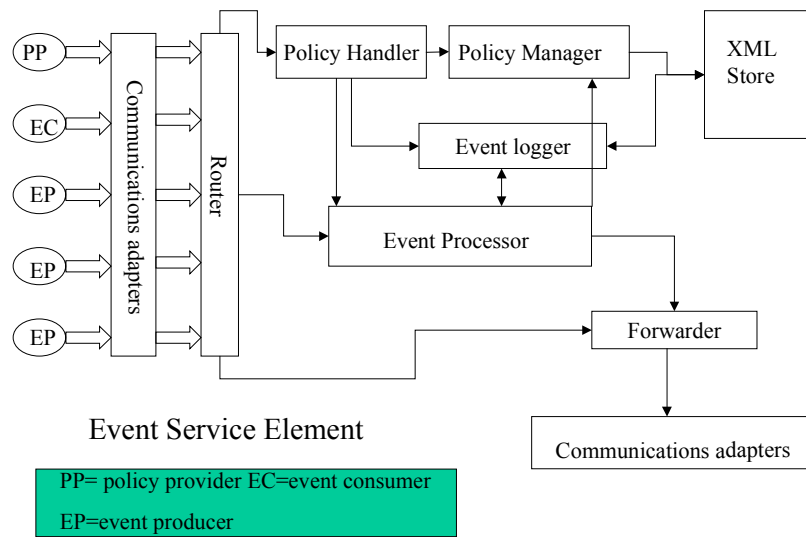 PP
EC
EP
EP
EP
Communications adapters
Router
Policy Handler
Policy Manager
XML
Store
Event logger
Event Processor
Forwarder
Communications adapters
Event Service Element
PP= policy provider EC=event consumer
EP=event producer